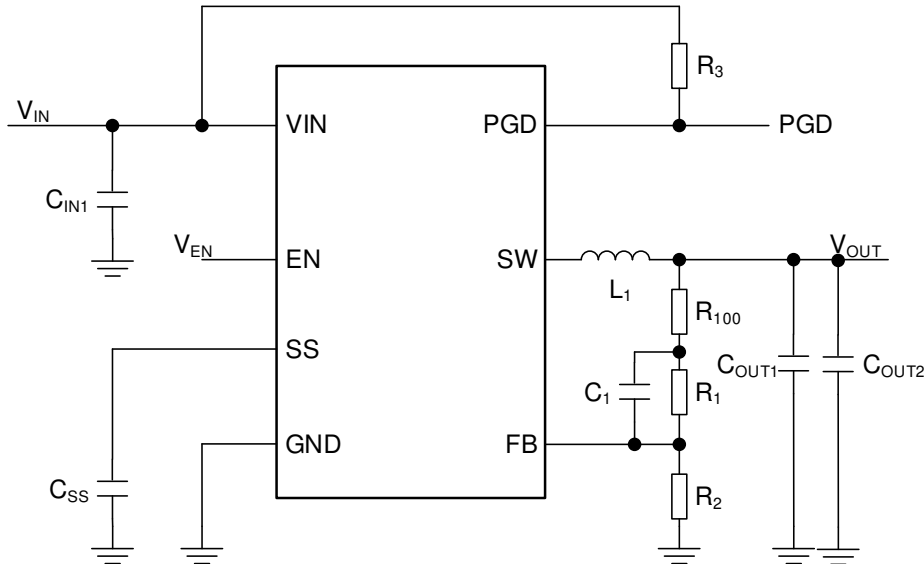 R3
VIN
VIN
PGD
PGD
CIN1
VEN
EN
SW
VOUT
L1
R100
SS
C1
R1
COUT1
COUT2
GND
FB
CSS
R2